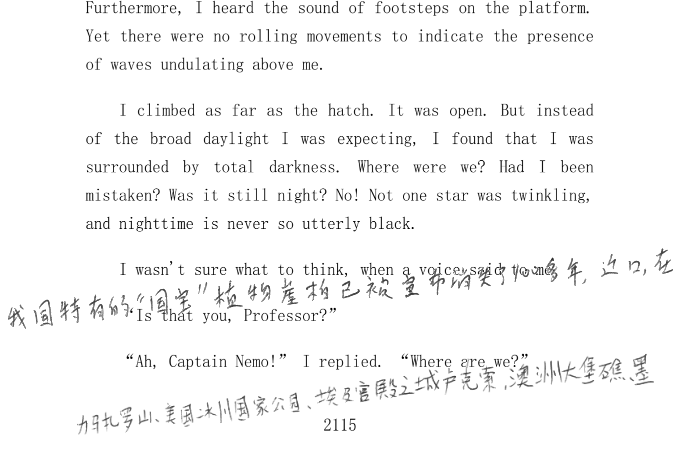 Furthermore, I heard the sound of footsteps on the platform.
Yet there were no rolling movements to indicate the presence
of waves undulating above me.
I climbed as far as the hatch. It was open. But instead
of the broad daylight I was expecting, I found that I was
surrounded by total darkness. Where were we? Had I been
mistaken? Was it still night? No! Not one star was twinkling,
and nighttime is never so utterly black.
I wasn't sure what to think, when a voice said to me:
我国特有的“国宝”植物崖柏已被宣布消失了100多年,近日,在
“Is that you, Professor?”
“Ah, Captain Nemo!” I replied. “Where are we?”
力马扎罗山、美国冰川国家公园、埃及宫殿之城卢克索,澳洲大堡礁墨
2115